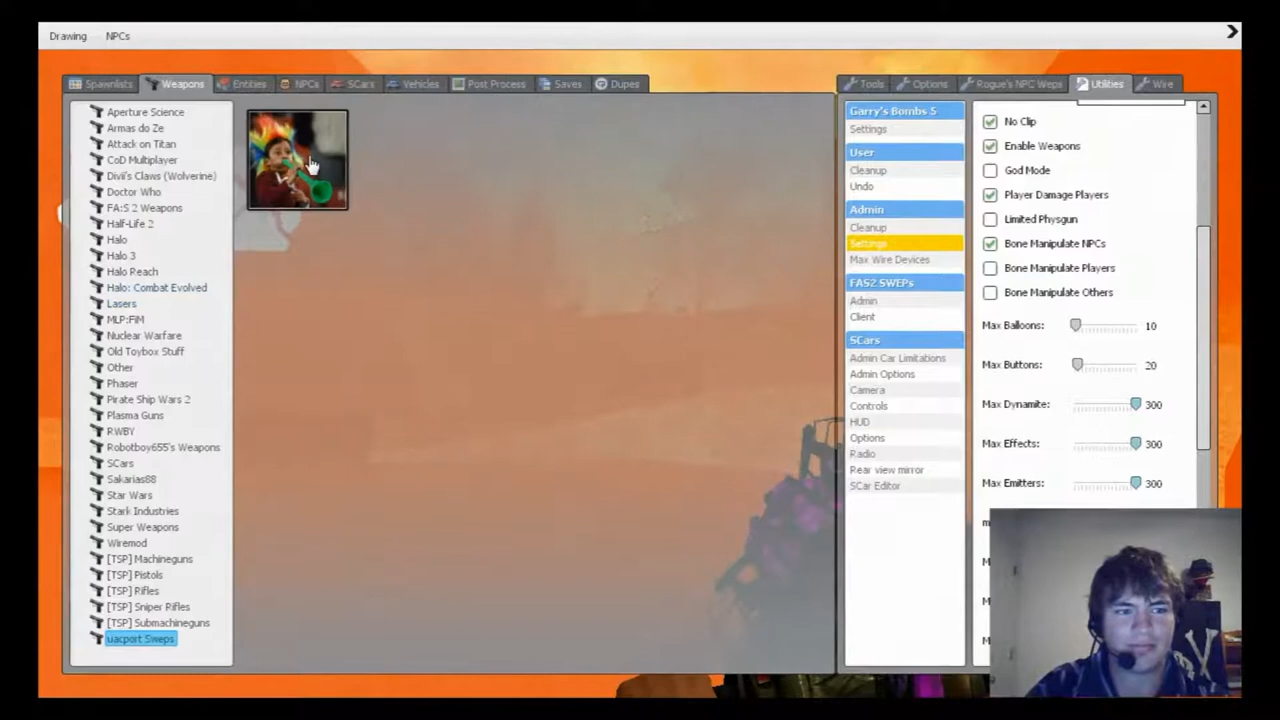 Drawing NPCs
Spawnlists Weapons Entities NPCs SCars Vehicles Post Process Saves Dupes
Tools Options Rogue's NPC Weps Utilities Wire
Aperture Science
Armas do Ze
Attack on Titan
CoD Multiplayer
Divii's Claws (Wolverine)
Doctor Who
FA:S 2 Weapons
Half-Life 2
Halo
Halo 3
Halo Reach
Halo: Combat Evolved
Lasers
MLP:FiM
Nuclear Warfare
Old Toybox Stuff
Other
Phaser
Pirate Ship Wars 2
Plasma Guns
RWBY
Robotboy655's Weapons
SCars
Sakarias88
Star Wars
Stark Industries
Super Weapons
Wiremod
[TSP] Machineguns
[TSP] Pistols
[TSP] Rifles
[TSP] Sniper Rifles
[TSP] Submachineguns
uacport Sweps
Garry's Bombs 5
Settings
User
Cleanup
Undo
Admin
Cleanup
Settings
Max Wire Devices
FAS2 SWEPs
Admin
Client
SCars
Admin Car Limitations
Admin Options
Camera
Controls
HUD
Options
Radio
Rear view mirror
SCar Editor
No Clip
Enable Weapons
God Mode
Player Damage Players
Limited Physgun
Bone Manipulate NPCs
Bone Manipulate Players
Bone Manipulate Others
Max Balloons: 10
Max Buttons: 20
Max Dynamite: 300
Max Effects: 300
Max Emitters: 300